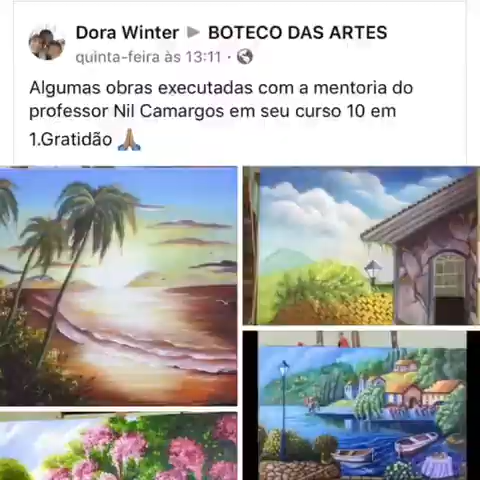 Dora Winter ▶ BOTECO DAS ARTES
quinta-feira às 13:11 ·
Algumas obras executadas com a mentoria do
professor Nil Camargos em seu curso 10 em
1.Gratidão 🙏🏽